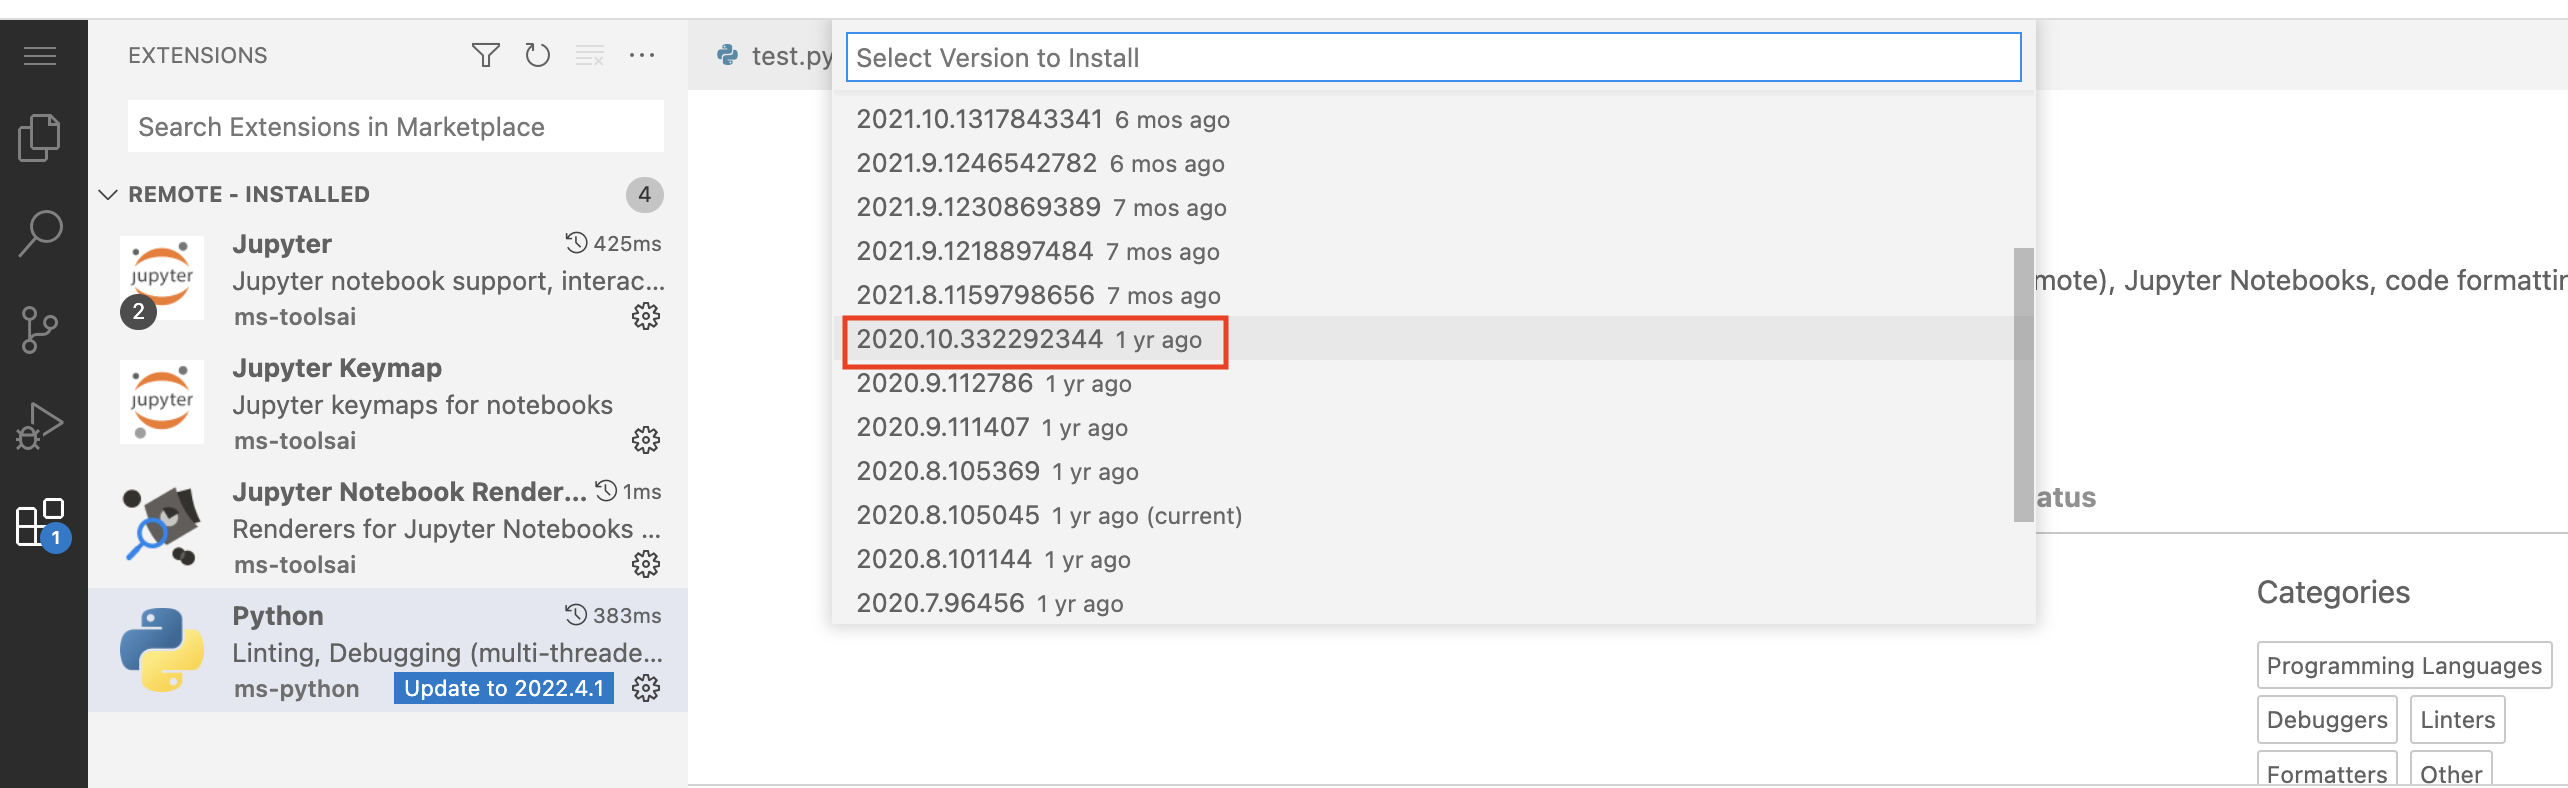 EXTENSIONS
Search Extensions in Marketplace
REMOTE - INSTALLED 4
jupyter
2
Jupyter 425ms
Jupyter notebook support, interac...
ms-toolsai
jupyter
Jupyter Keymap
Jupyter keymaps for notebooks
ms-toolsai
Jupyter Notebook Render... 1ms
Renderers for Jupyter Notebooks ...
ms-toolsai
1
Python 383ms
Linting, Debugging (multi-threade...
ms-python Update to 2022.4.1
test.py
Select Version to Install
2021.10.1317843341 6 mos ago
2021.9.1246542782 6 mos ago
2021.9.1230869389 7 mos ago
2021.9.1218897484 7 mos ago
2021.8.1159798656 7 mos ago
2020.10.332292344 1 yr ago
2020.9.112786 1 yr ago
2020.9.111407 1 yr ago
2020.8.105369 1 yr ago
2020.8.105045 1 yr ago (current)
2020.8.101144 1 yr ago
2020.7.96456 1 yr ago
mote), Jupyter Notebooks, code formattin
atus
Categories
Programming Languages
Debuggers Linters
Formatters Other